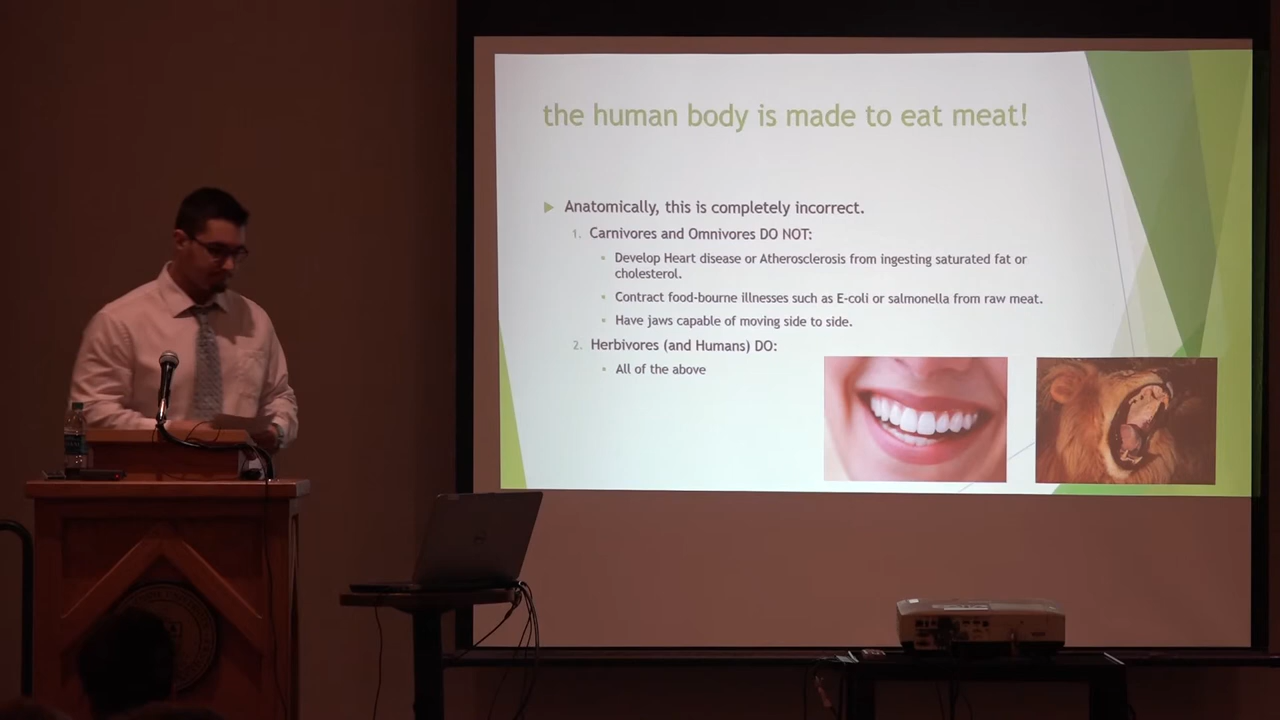 the human body is made to eat meat!
Anatomically, this is completely incorrect.
1. Carnivores and Omnivores DO NOT:
Develop Heart disease or Atherosclerosis from ingesting saturated fat or
cholesterol.
Contract food-bourne illnesses such as E-coli or salmonella from raw meat.
Have jaws capable of moving side to side.
2. Herbivores (and Humans) DO:
All of the above